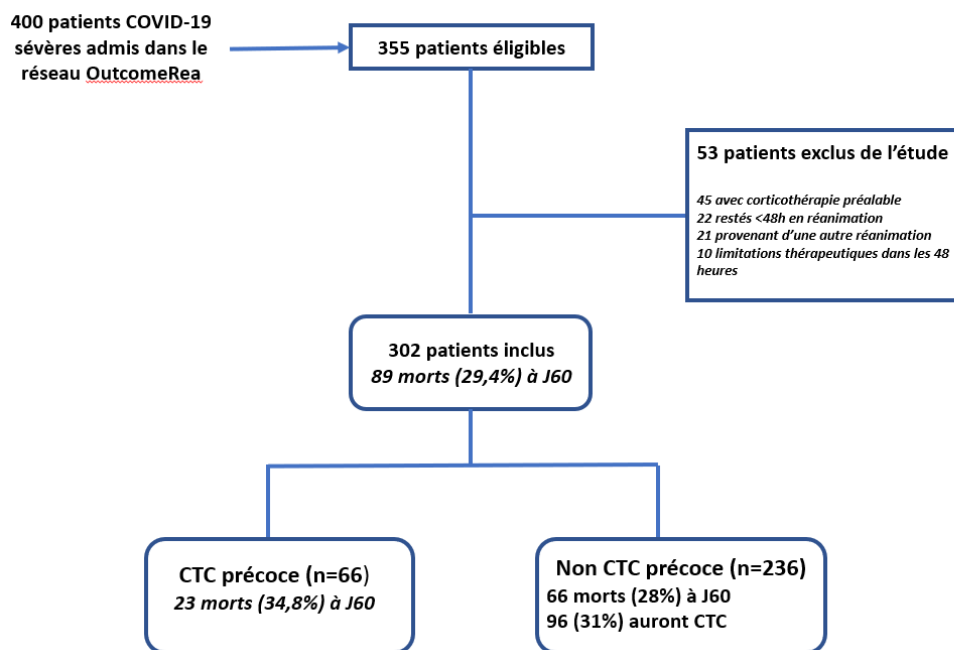 400 patients COVID-19
sévères admis dans le
réseau OutcomeRea
355 patients éligibles
53 patients exclus de l'étude
45 avec corticothérapie préalable
22 restés <48h en réanimation
21 provenant d'une autre réanimation
10 limitations thérapeutiques dans les 48
heures
302 patients inclus
89 morts (29,4%) à J60
CTC précoce (n=66)
23 morts (34,8%) à J60
Non CTC précoce (n=236)
66 morts (28%) à J60
96 (31%) auront CTC